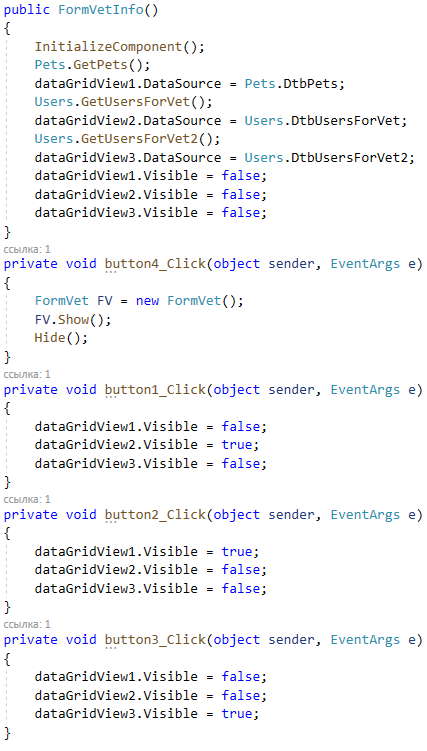 public FormVetInfo()
{
InitializeComponent();
Pets.GetPets();
dataGridView1.DataSource = Pets.DtbPets;
Users.GetUsersForVet();
dataGridView2.DataSource = Users.DtbUsersForVet;
Users.GetUsersForVet2();
dataGridView3.DataSource = Users.DtbUsersForVet2;
dataGridView1.Visible = false;
dataGridView2.Visible = false;
dataGridView3.Visible = false;
}
ссылка: 1
private void button4_Click(object sender, EventArgs e)
{
FormVet FV = new FormVet();
FV.Show();
Hide();
}
ссылка: 1
private void button1_Click(object sender, EventArgs e)
{
dataGridView1.Visible = false;
dataGridView2.Visible = true;
dataGridView3.Visible = false;
}
ссылка: 1
private void button2_Click(object sender, EventArgs e)
{
dataGridView1.Visible = true;
dataGridView2.Visible = false;
dataGridView3.Visible = false;
}
ссылка: 1
private void button3_Click(object sender, EventArgs e)
{
dataGridView1.Visible = false;
dataGridView2.Visible = false;
dataGridView3.Visible = true;
}